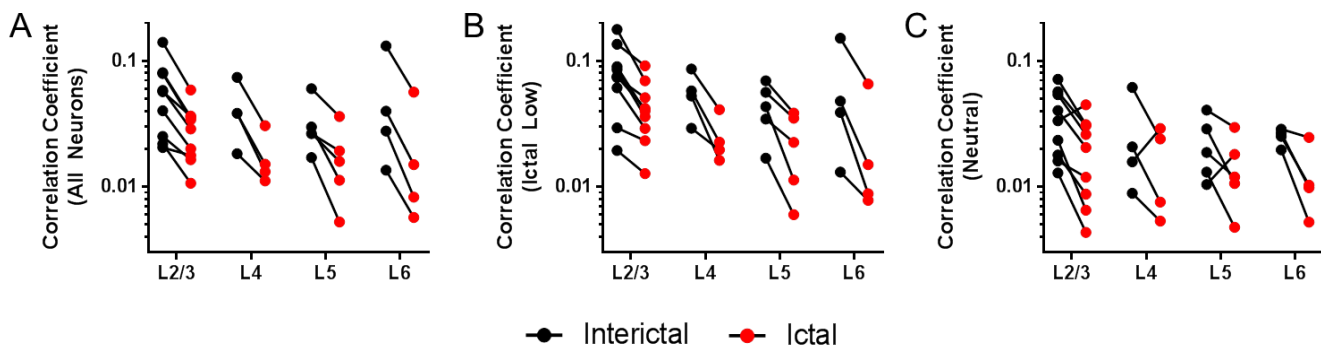 A
Correlation Coefficient
(All Neurons)
0.1
0.01
L2/3 L4 L5 L6
B
Correlation Coefficient
(Ictal Low)
0.1
0.01
L2/3 L4 L5 L6
C
Correlation Coefficient
(Neutral)
0.1
0.01
L2/3 L4 L5 L6
Interictal Ictal